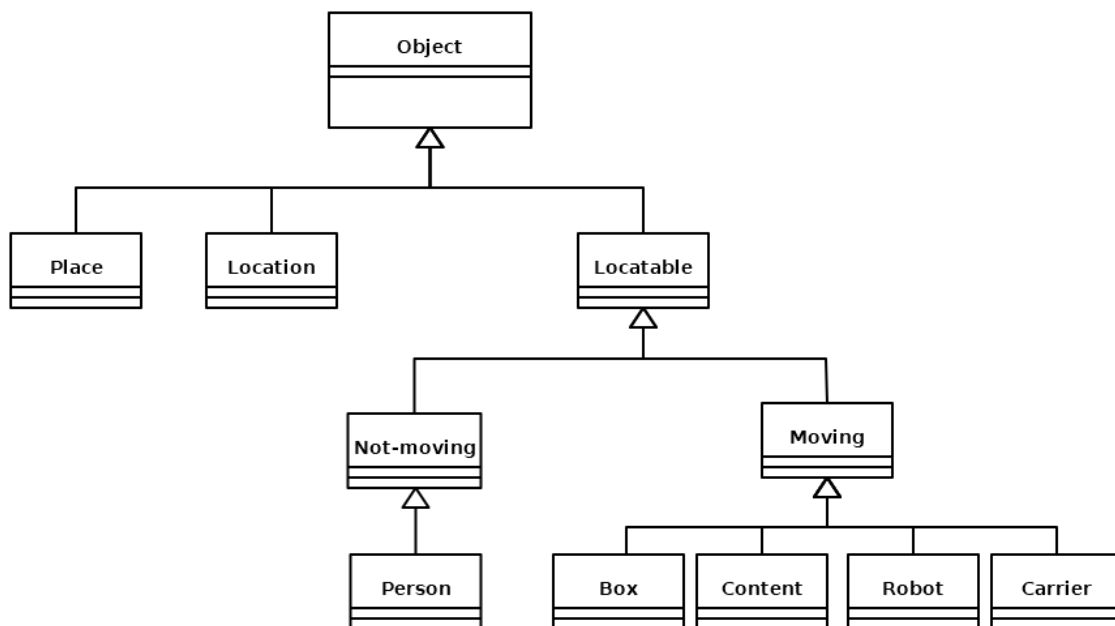 Object
Place
Location
Locatable
Not-moving
Moving
Person
Box
Content
Robot
Carrier